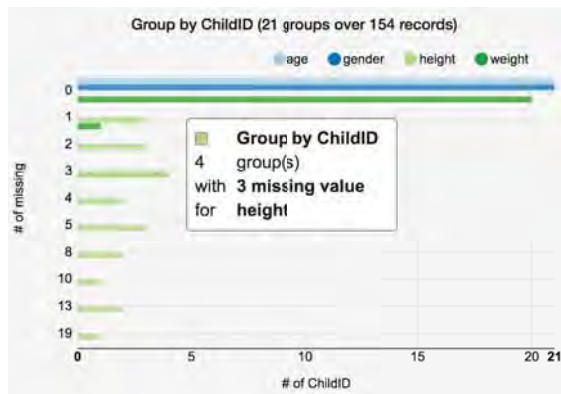 Group by ChildID (21 groups over 154 records)
age gender height weight
0
1
2
3
4
5
8
10
13
19
# of missing
Group by ChildID
4 group(s)
with 3 missing value
for height
0 5 10 15 20 21
# of ChildID